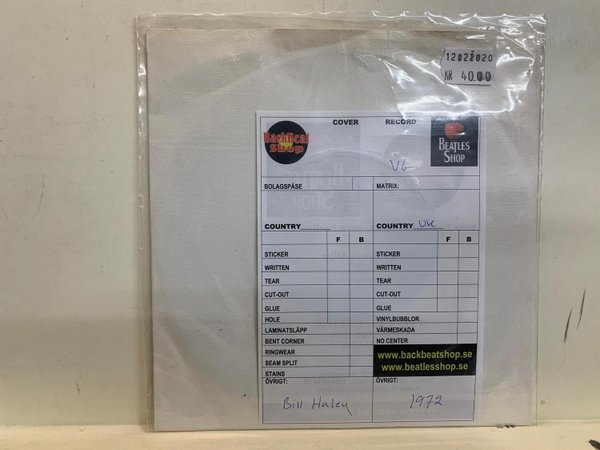 12022020
KR 40.00
COVER RECORD
BackBeat
Shop
BEATLES
SHOP
VG
BOLAGSPÅSE MATRIX:
COUNTRY COUNTRY UK
F B F B
STICKER STICKER
WRITTEN WRITTEN
TEAR TEAR
CUT-OUT CUT-OUT
GLUE GLUE
HOLE VINYLBUBBLOR
LAMINATSLÄPP VÄRMESKADA
BENT CORNER NO CENTER
RINGWEAR
SEAM SPLIT
STAINS
www.backbeatshop.se
www.beatlesshop.se
ÖVRIGT: ÖVRIGT:
Bill Haley 1972